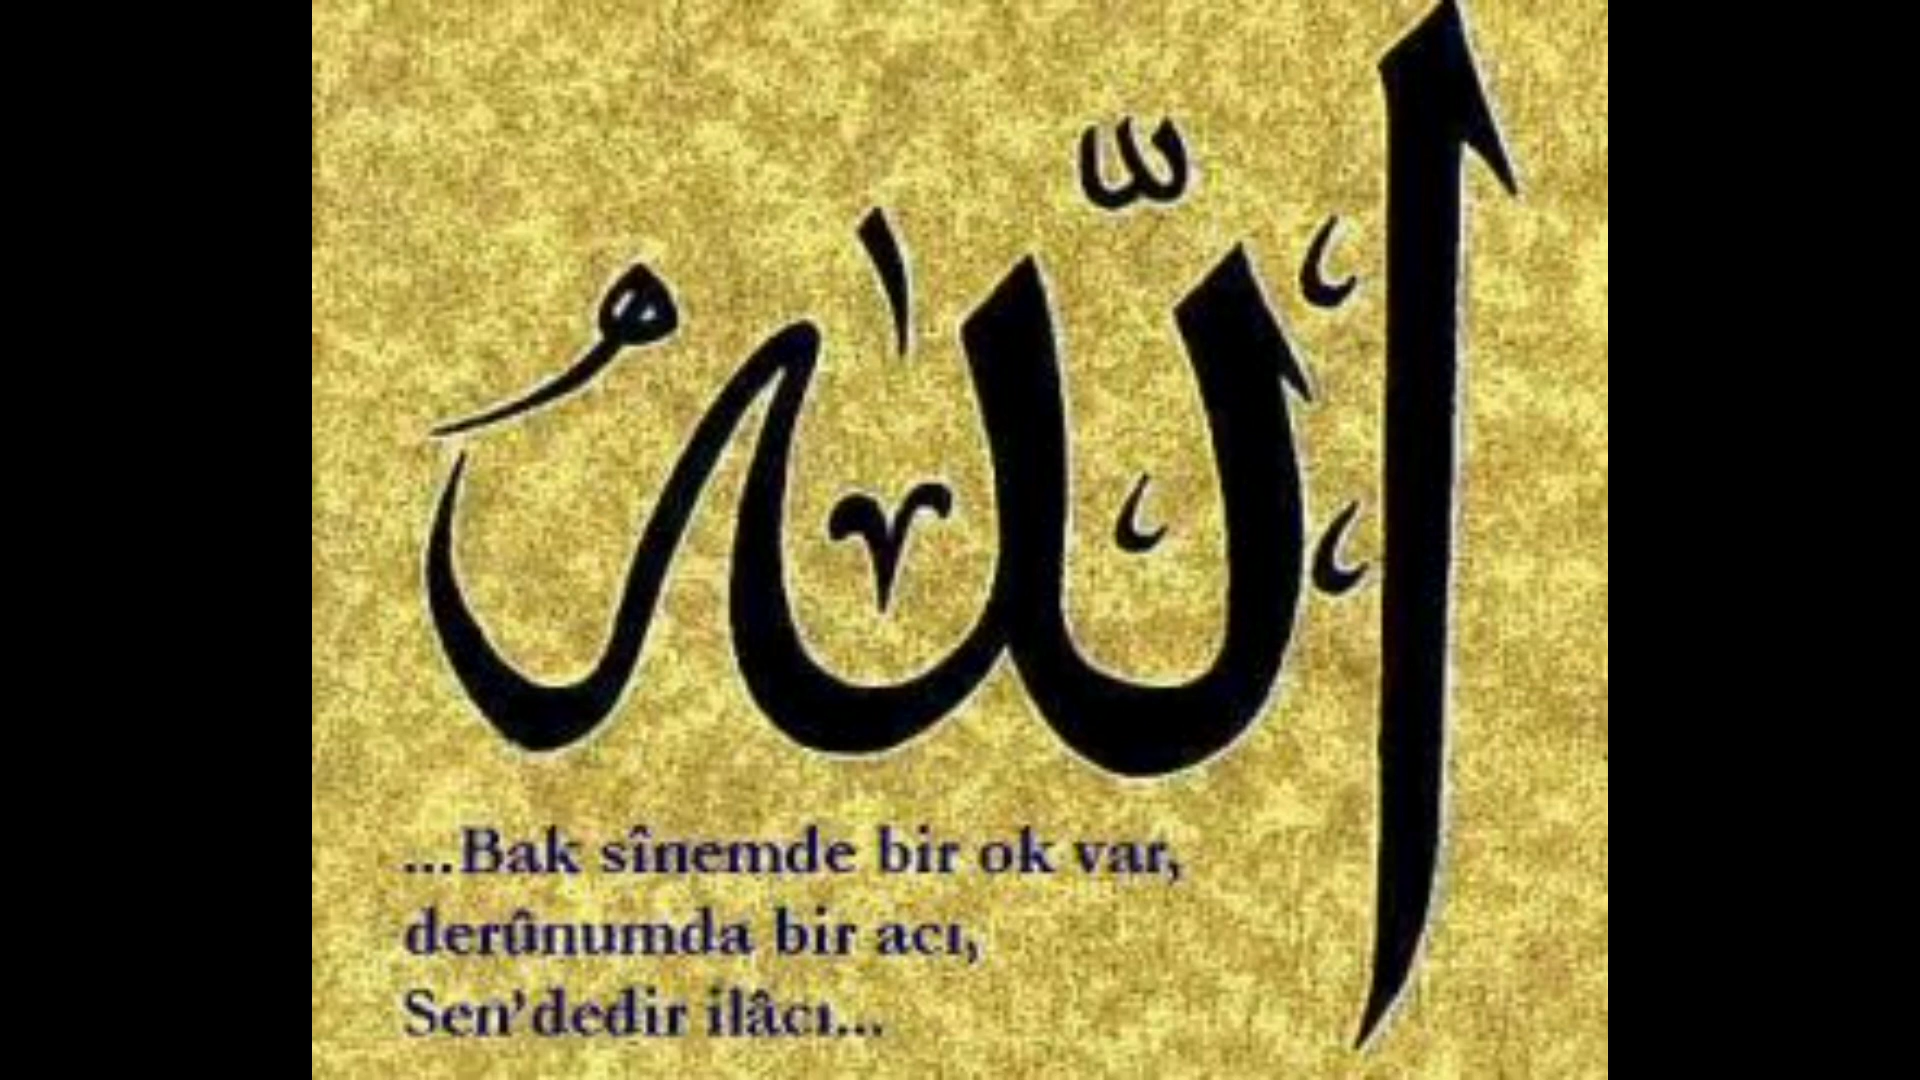 الله
...Bak sînemde bir ok var,
derûnumda bir acı,
Sen'dedir ilâcı...